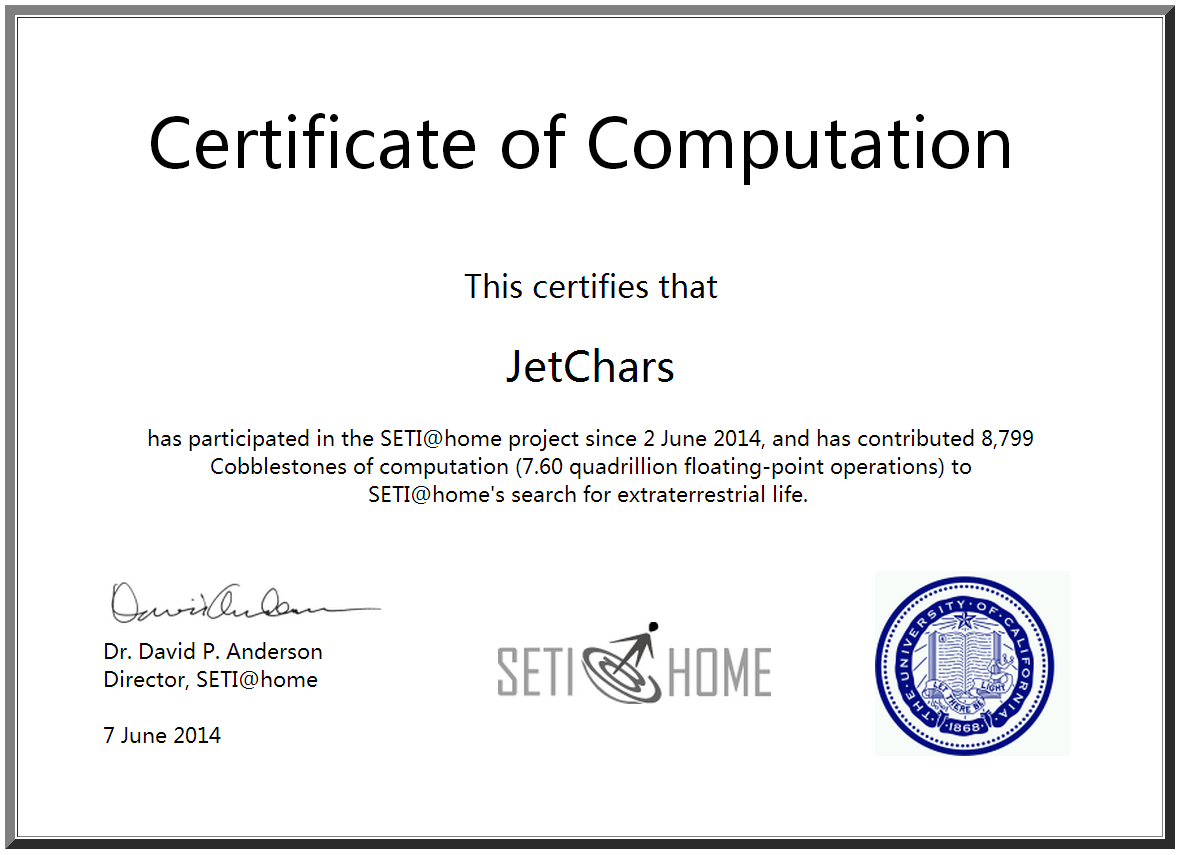 Certificate of Computation
This certifies that
JetChars
has participated in the SETI@home project since 2 June 2014, and has contributed 8,799
Cobblestones of computation (7.60 quadrillion floating-point operations) to
SETI@home's search for extraterrestrial life.
Dr. David P. Anderson
Director, SETI@home
7 June 2014
SETI HOME
THE UNIVERSITY OF CALIFORNIA
LET THERE BE LIGHT
1868